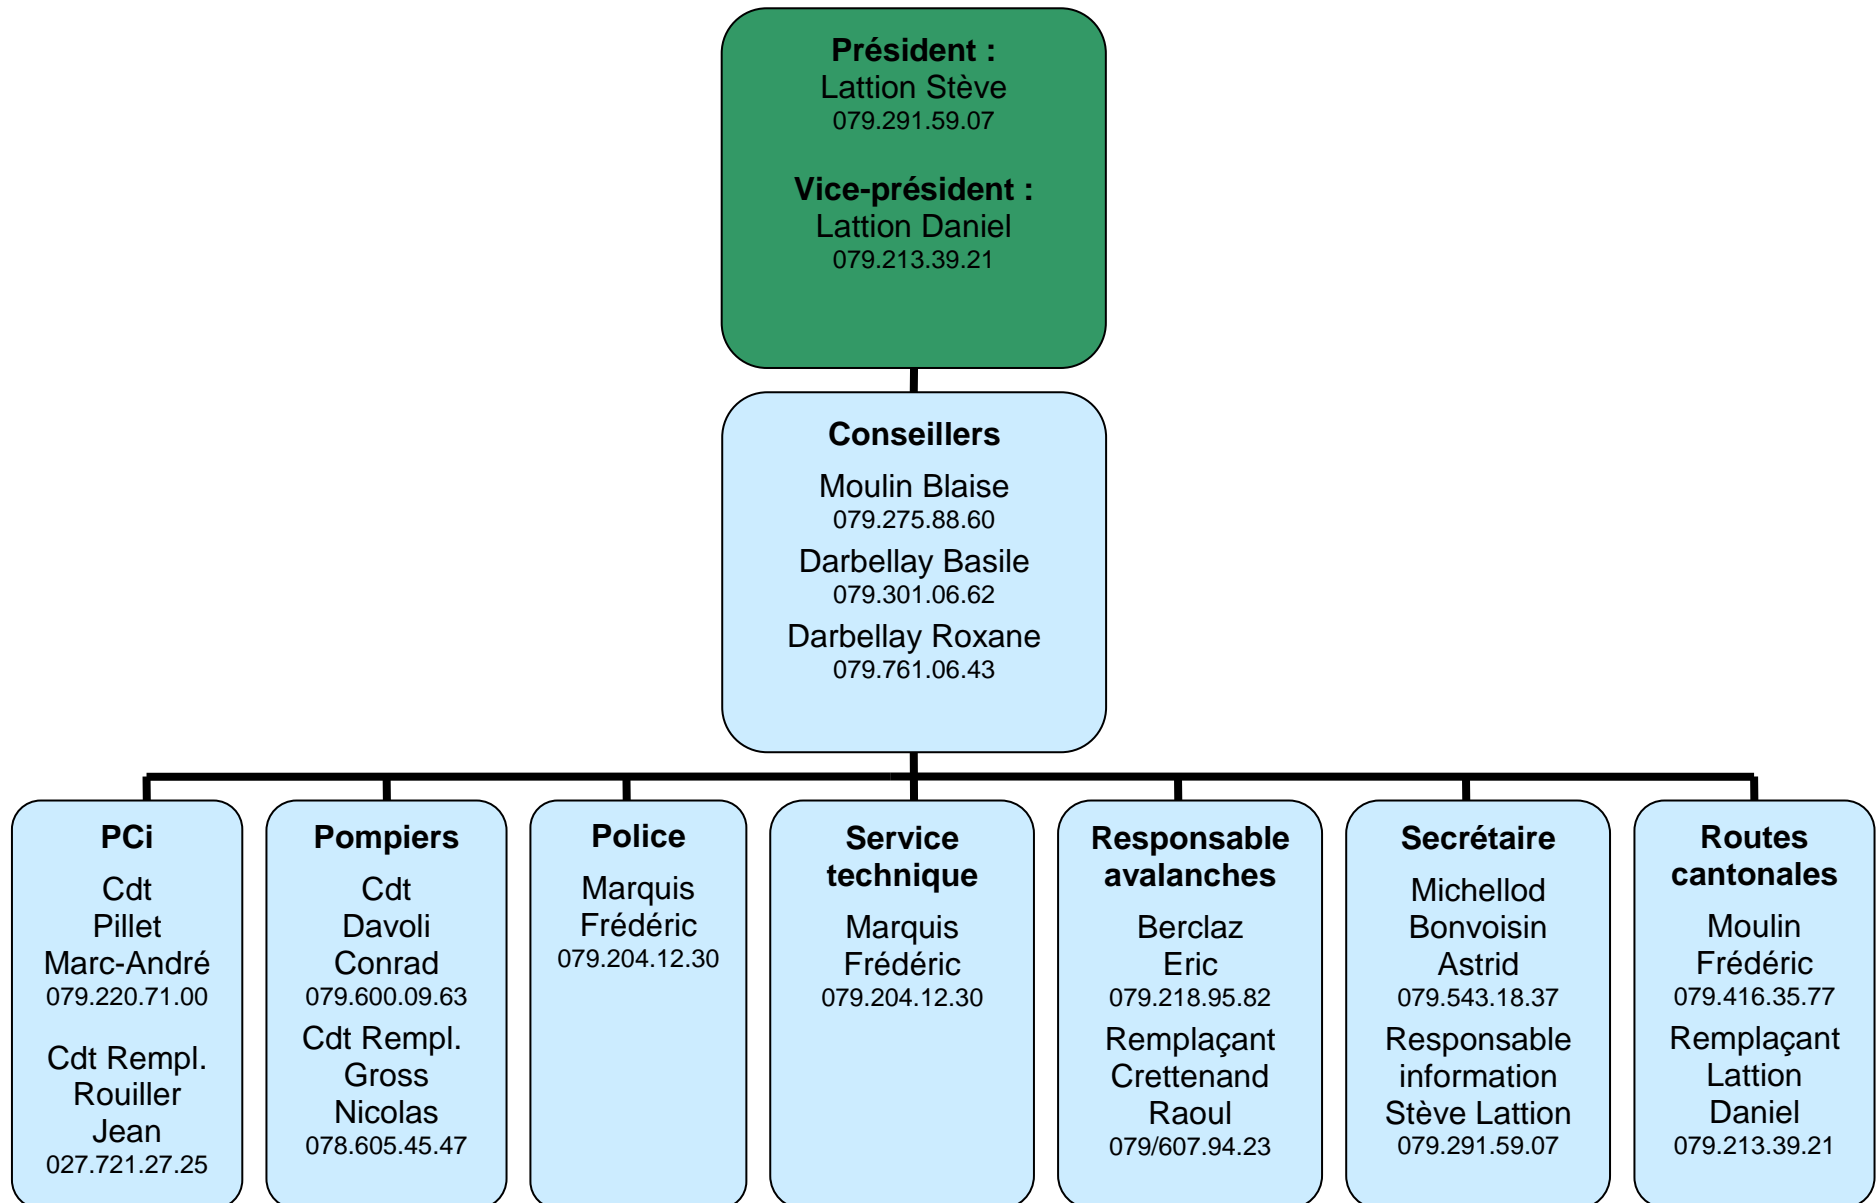 Président :
Lattion Stève
079.291.59.07
Vice-président :
Lattion Daniel
079.213.39.21
Conseillers
Moulin Blaise
079.275.88.60
Darbellay Basile
079.301.06.62
Darbellay Roxane
079.761.06.43
PCi
Cdt
Pillet
Marc-André
079.220.71.00
Cdt Rempl.
Rouiller
Jean
027.721.27.25
Pompiers
Cdt
Davoli
Conrad
079.600.09.63
Cdt Rempl.
Gross
Nicolas
078.605.45.47
Police
Marquis
Frédéric
079.204.12.30
Service
technique
Marquis
Frédéric
079.204.12.30
Responsable
avalanches
Berclaz
Eric
079.218.95.82
Remplaçant
Crettenand
Raoul
079/607.94.23
Secrétaire
Michellod
Bonvoisin
Astrid
079.543.18.37
Responsable
information
Stève Lattion
079.291.59.07
Routes
cantonales
Moulin
Frédéric
079.416.35.77
Remplaçant
Lattion
Daniel
079.213.39.21